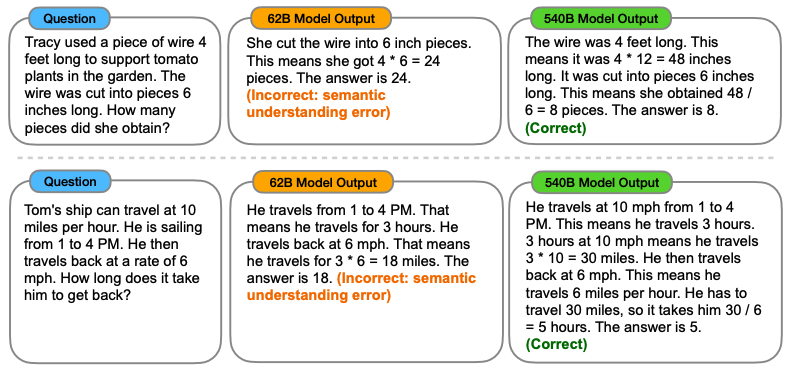 Question
Tracy used a piece of wire 4
feet long to support tomato
plants in the garden. The
wire was cut into pieces 6
inches long. How many
pieces did she obtain?
62B Model Output
She cut the wire into 6 inch pieces.
This means she got 4 * 6 = 24
pieces. The answer is 24.
(Incorrect: semantic
understanding error)
540B Model Output
The wire was 4 feet long. This
means it was 4 * 12 = 48 inches
long. It was cut into pieces 6 inches
long. This means she obtained 48 /
6 = 8 pieces. The answer is 8.
(Correct)
Question
Tom's ship can travel at 10
miles per hour. He is sailing
from 1 to 4 PM. He then
travels back at a rate of 6
mph. How long does it take
him to get back?
62B Model Output
He travels from 1 to 4 PM. That
means he travels for 3 hours. He
travels back at 6 mph. That means
he travels for 3 * 6 = 18 miles. The
answer is 18. (Incorrect: semantic
understanding error)
540B Model Output
He travels at 10 mph from 1 to 4
PM. This means he travels 3 hours.
3 hours at 10 mph means he travels
3 * 10 = 30 miles. He then travels
back at 6 mph. This means he
travels 6 miles per hour. He has to
travel 30 miles, so it takes him 30 / 6
= 5 hours. The answer is 5.
(Correct)